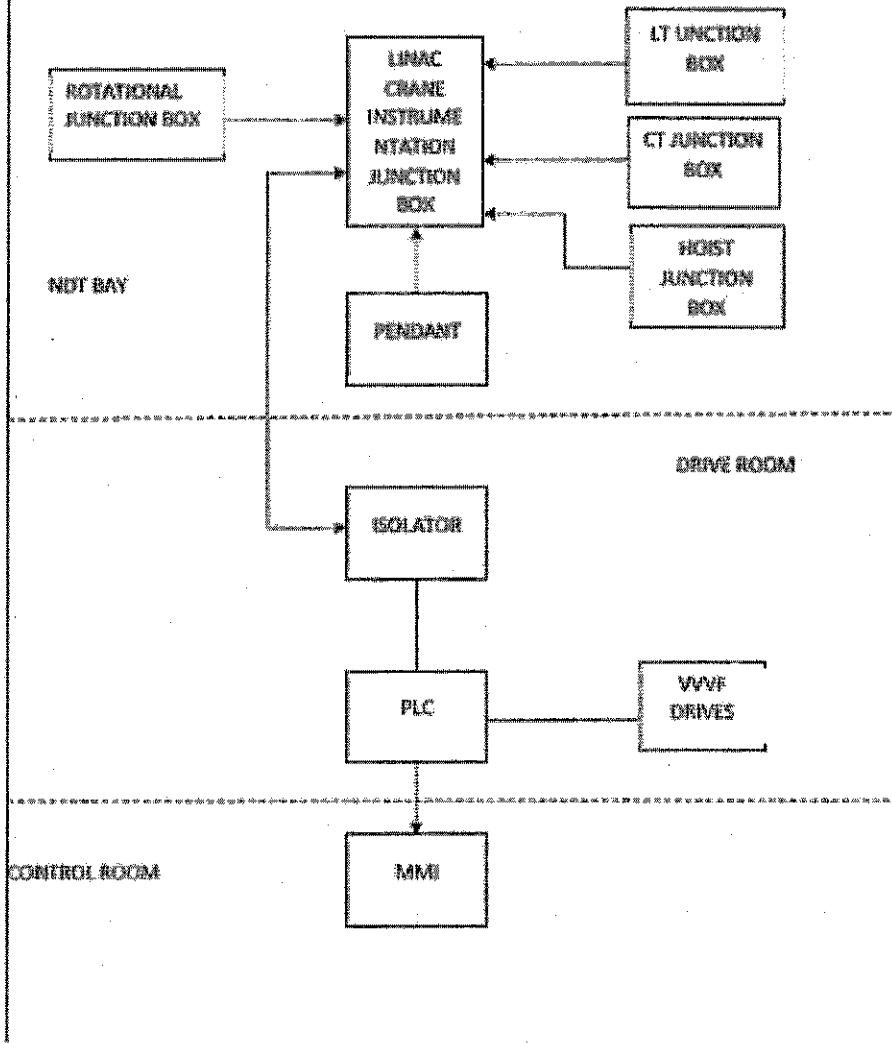 LINAC
CRANE
INSTRUME
NTATION
JUNCTION
BOX
LT UNCTION
BOX
ROTATIONAL
JUNCTION BOX
CT JUNCTION
BOX
HOIST
JUNCTION
BOX
NDT BAY
PENDANT
DRIVE ROOM
ISOLATOR
PLC
VVVF
DRIVES
CONTROL ROOM
MMI